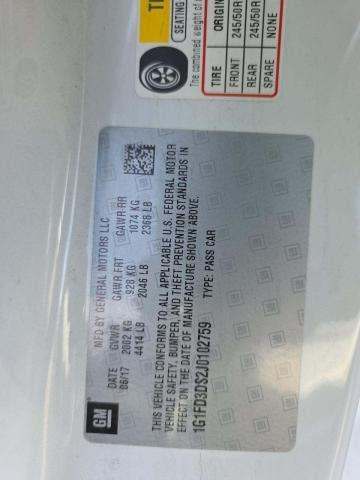 MFD BY GENERAL MOTORS LLC
DATE GVWR GAWR FRT GAWR RR
06/17 2002 KG 928 KG 1074 KG
4414 LB 2046 LB 2368 LB
THIS VEHICLE CONFORMS TO ALL APPLICABLE U.S. FEDERAL MOTOR
VEHICLE SAFETY, BUMPER, AND THEFT PREVENTION STANDARDS IN
EFFECT ON THE DATE OF MANUFACTURE SHOWN ABOVE.
1G1FD3DS2J0102759 TYPE: PASS CAR
GM
SEATING
The combined weight of
TIRE
FRONT
REAR
SPARE
ORIGIN
245/50R
245/50R
NONE